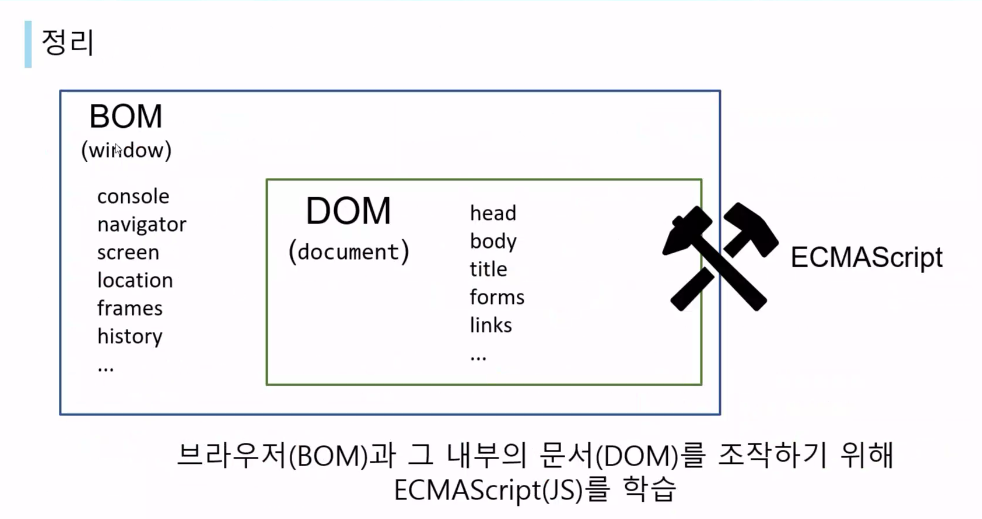 정리
BOM
(window)
console
navigator
screen
location
frames
history
...
DOM
(document)
head
body
title
forms
links
...
ECMAScript
브라우저(BOM)과 그 내부의 문서(DOM)를 조작하기 위해
ECMAScript(JS)를 학습